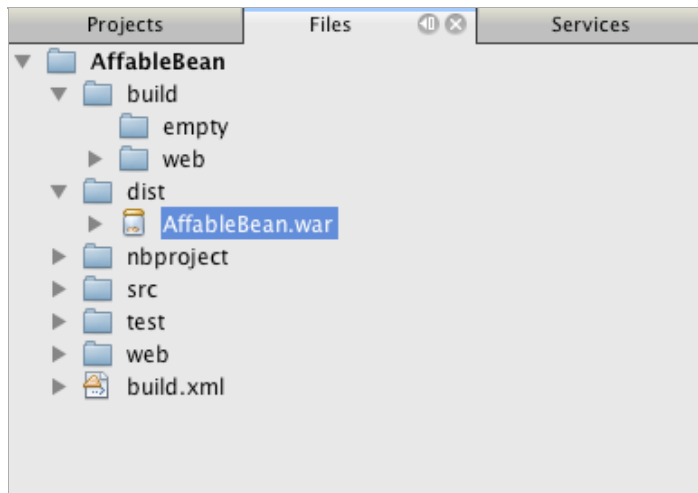 Projects Files Services
AffableBean
build
empty
web
dist
AffableBean.war
nbproject
src
test
web
build.xml